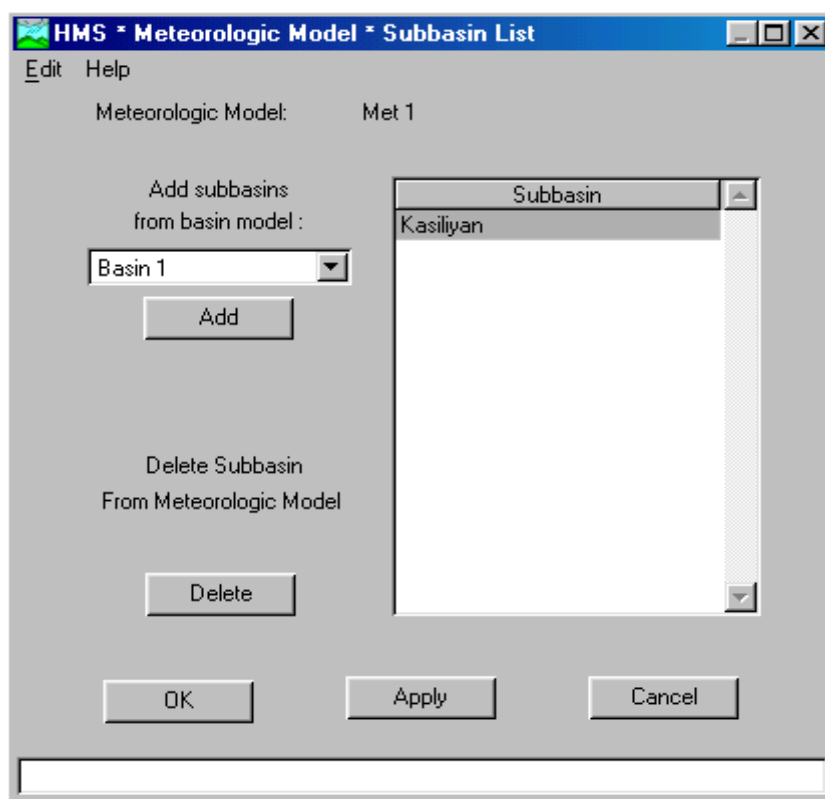 HMS * Meteorologic Model * Subbasin List
Edit Help
Meteorologic Model: Met 1
Add subbasins
from basin model :
Basin 1
Add
Subbasin
Kasiliyan
Delete Subbasin
From Meteorologic Model
Delete
OK Apply Cancel